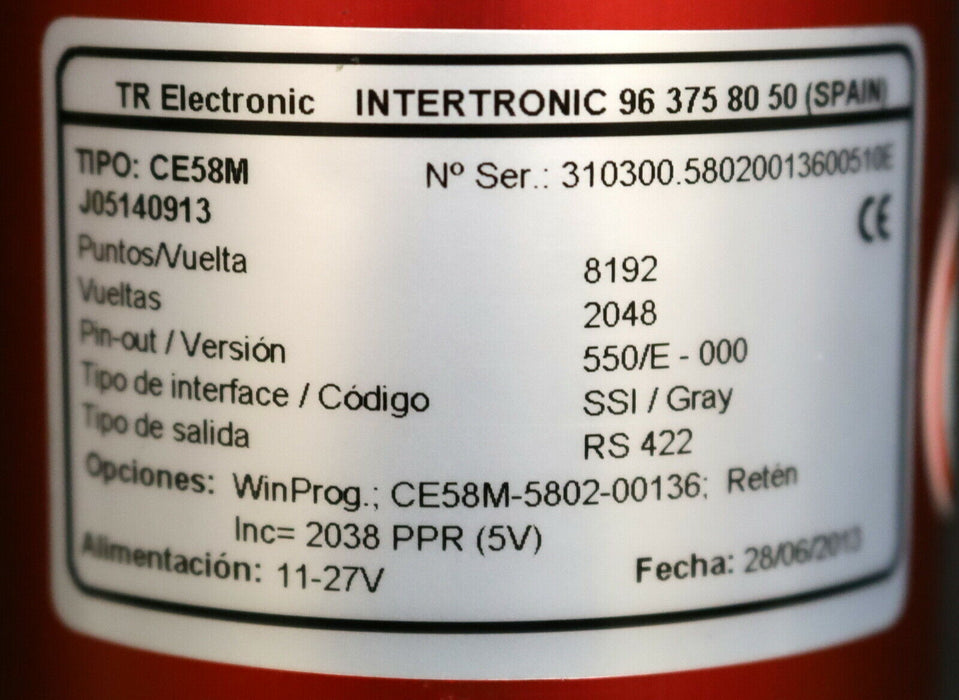 TR Electronic INTERTRONIC 96 375 80 50 (SPAIN)
TIPO: CE58M Nº Ser.: 310300.58020013600510E
J05140913
CE
Puntos/Vuelta 8192
Vueltas 2048
Pin-out / Versión 550/E - 000
Tipo de interface / Código SSI / Gray
Tipo de salida RS 422
Opciones: WinProg.; CE58M-5802-00136; Retén
Inc= 2038 PPR (5V)
Alimentación: 11-27V Fecha: 28/06/2013